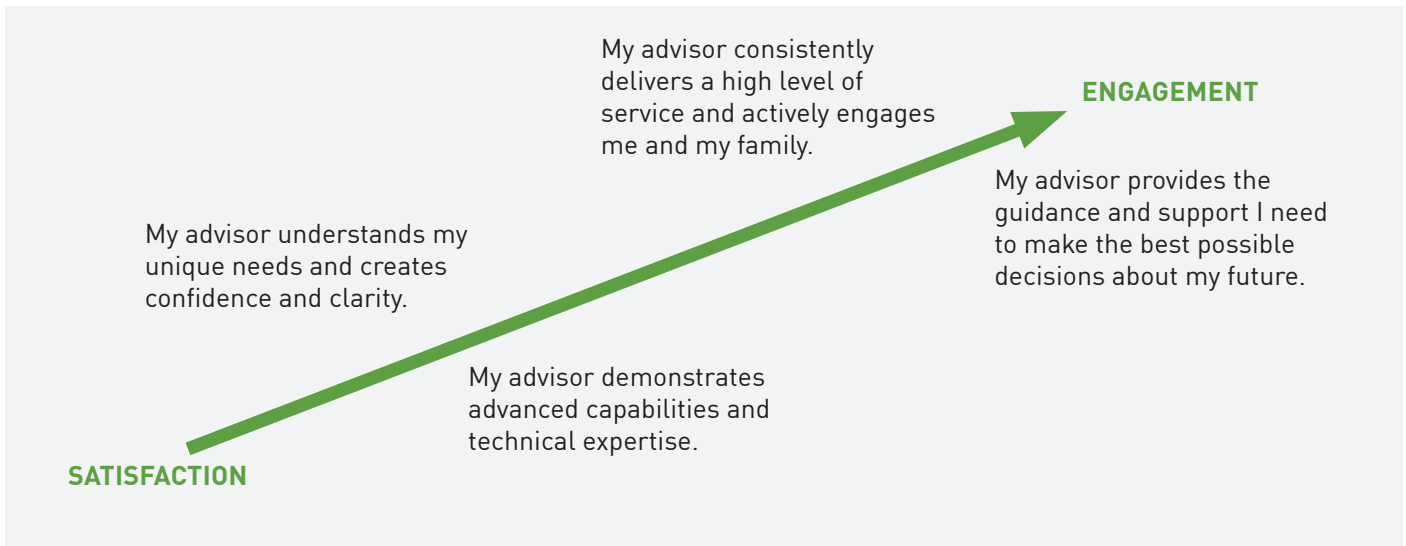 My advisor consistently
delivers a high level of
service and actively engages
me and my family.
ENGAGEMENT
My advisor provides the
guidance and support I need
to make the best possible
decisions about my future.
My advisor understands my
unique needs and creates
confidence and clarity.
My advisor demonstrates
advanced capabilities and
technical expertise.
SATISFACTION